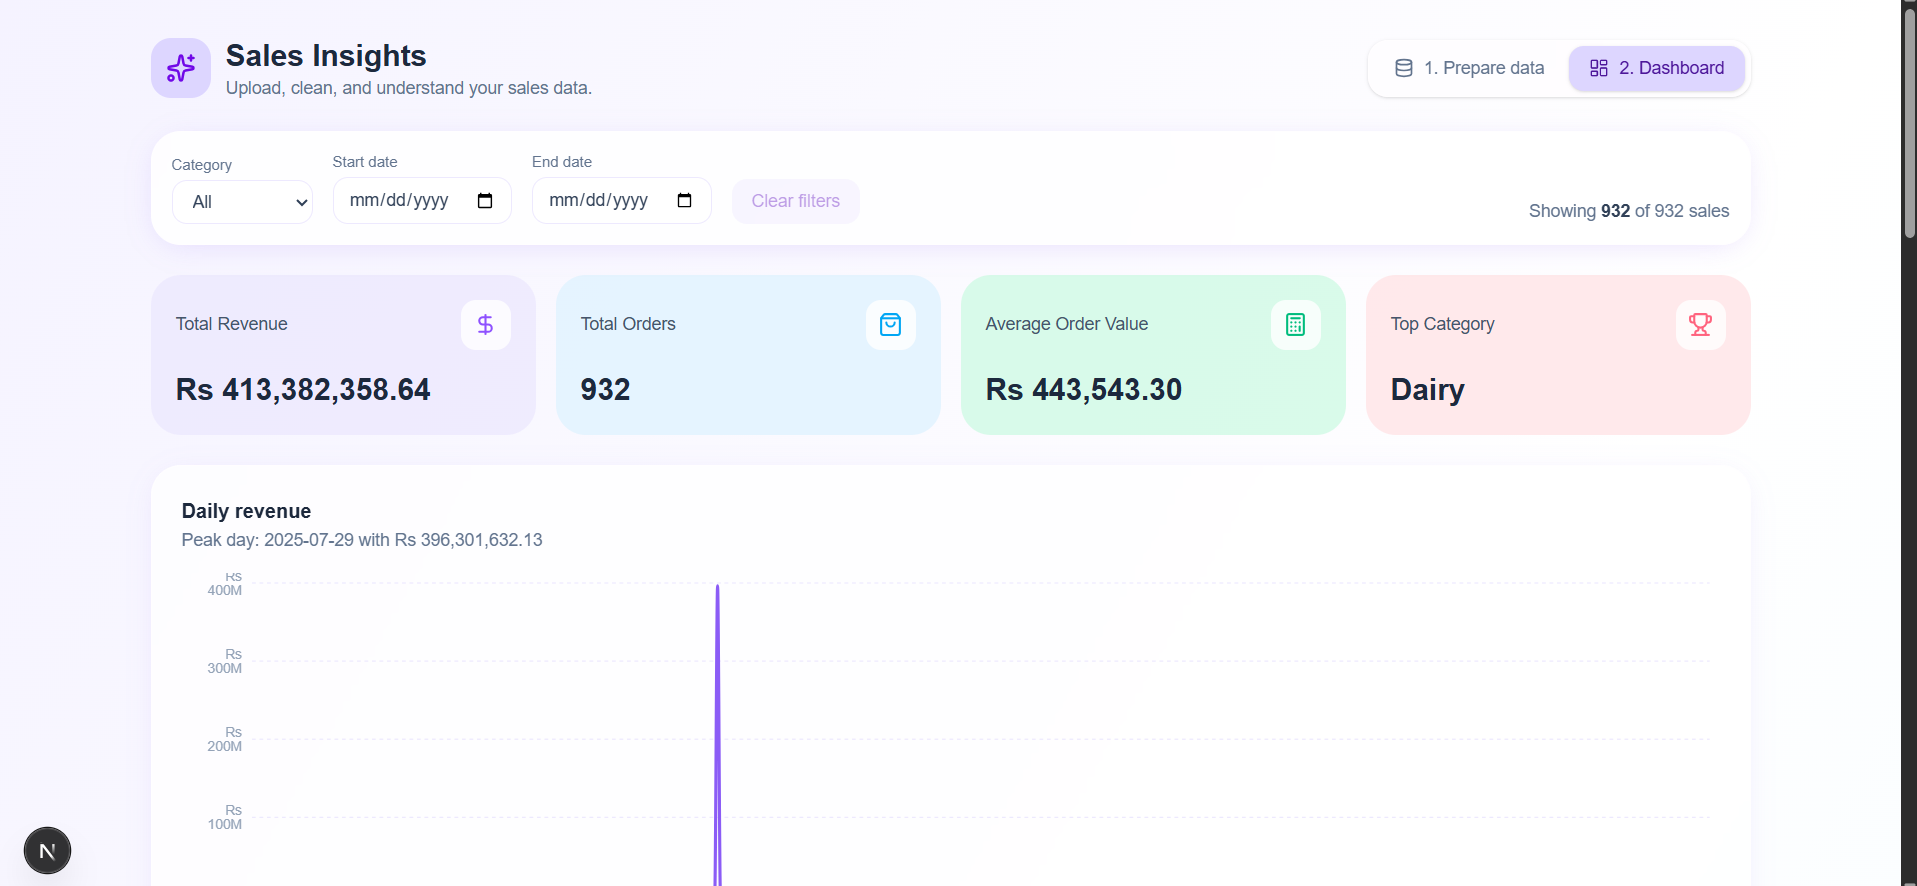 Sales Insights
Upload, clean, and understand your sales data.
1. Prepare data
2. Dashboard
Category
Start date
End date
All
mm/dd/yyyy
mm/dd/yyyy
Clear filters
Showing 932 of 932 sales
Total Revenue
Rs 413,382,358.64
Total Orders
932
Average Order Value
Rs 443,543.30
Top Category
Dairy
Daily revenue
Peak day: 2025-07-29 with Rs 396,301,632.13
Rs
400M
Rs
300M
Rs
200M
Rs
100M
N